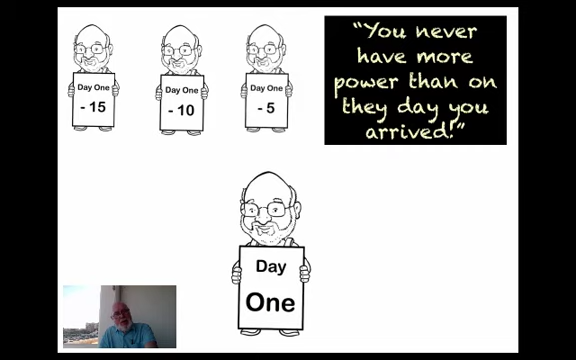 Day One
- 15
Day One
- 10
Day One
- 5
“You never
have more
power than on
they day you
arrived!”
Day
One